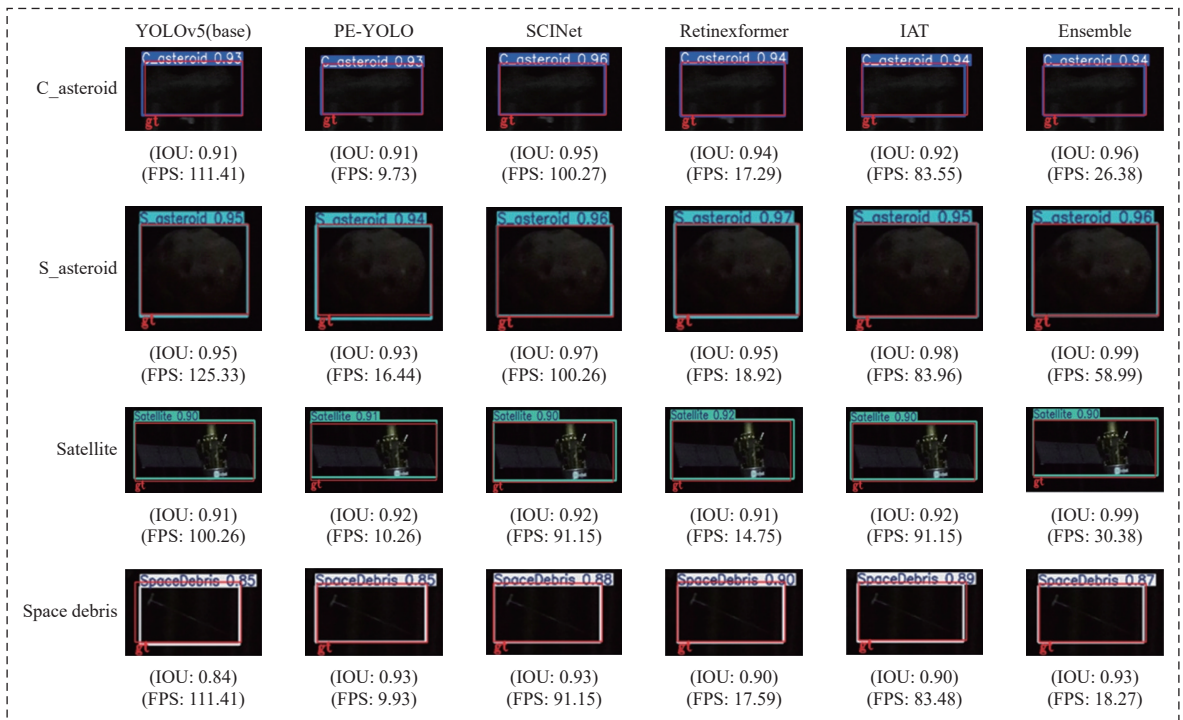 YOLOv5(base) PE-YOLO SCINet Retinexformer IAT Ensemble
C_asteroid 0.93 C_asteroid 0.93 C_asteroid 0.96 C_asteroid 0.94 C_asteroid 0.94 C_asteroid 0.94
C_asteroid
gt gt gt gt gt gt
(IOU: 0.91) (IOU: 0.91) (IOU: 0.95) (IOU: 0.94) (IOU: 0.92) (IOU: 0.96)
(FPS: 111.41) (FPS: 9.73) (FPS: 100.27) (FPS: 17.29) (FPS: 83.55) (FPS: 26.38)
S_asteroid 0.95 S_asteroid 0.94 S_asteroid 0.96 S_asteroid 0.97 S_asteroid 0.95 S_asteroid 0.96
S_asteroid
gt gt gt gt gt gt
(IOU: 0.95) (IOU: 0.93) (IOU: 0.97) (IOU: 0.95) (IOU: 0.98) (IOU: 0.99)
(FPS: 125.33) (FPS: 16.44) (FPS: 100.26) (FPS: 18.92) (FPS: 83.96) (FPS: 58.99)
Satellite 0.90 Satellite 0.91 Satellite 0.90 Satellite 0.92 Satellite 0.90 Satellite 0.90
Satellite
gt gt gt gt gt gt
(IOU: 0.91) (IOU: 0.92) (IOU: 0.92) (IOU: 0.91) (IOU: 0.92) (IOU: 0.99)
(FPS: 100.26) (FPS: 10.26) (FPS: 91.15) (FPS: 14.75) (FPS: 91.15) (FPS: 30.38)
SpaceDebris 0.85 SpaceDebris 0.85 SpaceDebris 0.88 SpaceDebris 0.90 SpaceDebris 0.89 SpaceDebris 0.87
Space debris
gt gt gt gt gt gt
(IOU: 0.84) (IOU: 0.93) (IOU: 0.93) (IOU: 0.90) (IOU: 0.90) (IOU: 0.93)
(FPS: 111.41) (FPS: 9.93) (FPS: 91.15) (FPS: 17.59) (FPS: 83.48) (FPS: 18.27)